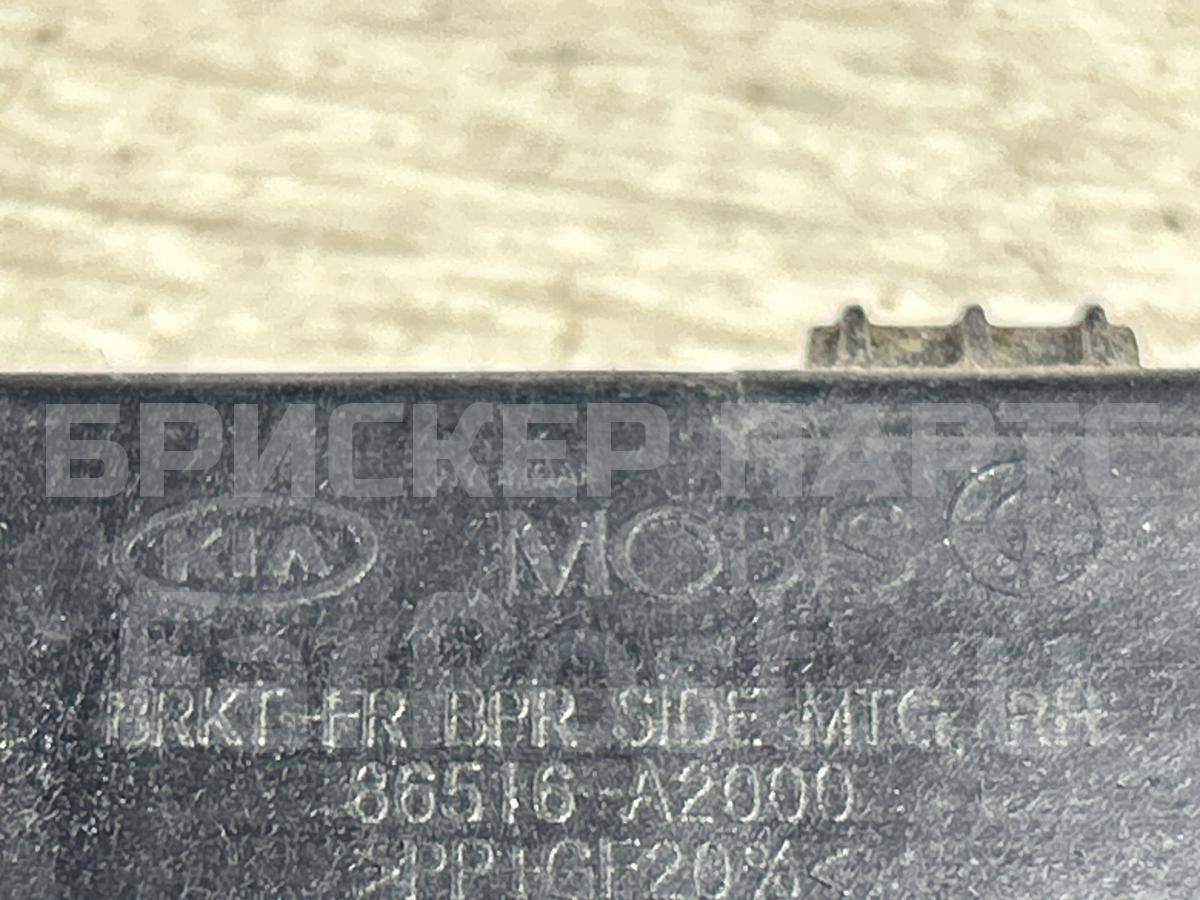 БРИСКЕР ПАРТС
KIA MOBIS
BRKT-FR BPR SIDE MTG, RH
86516-A2000
>PP+GF20%<